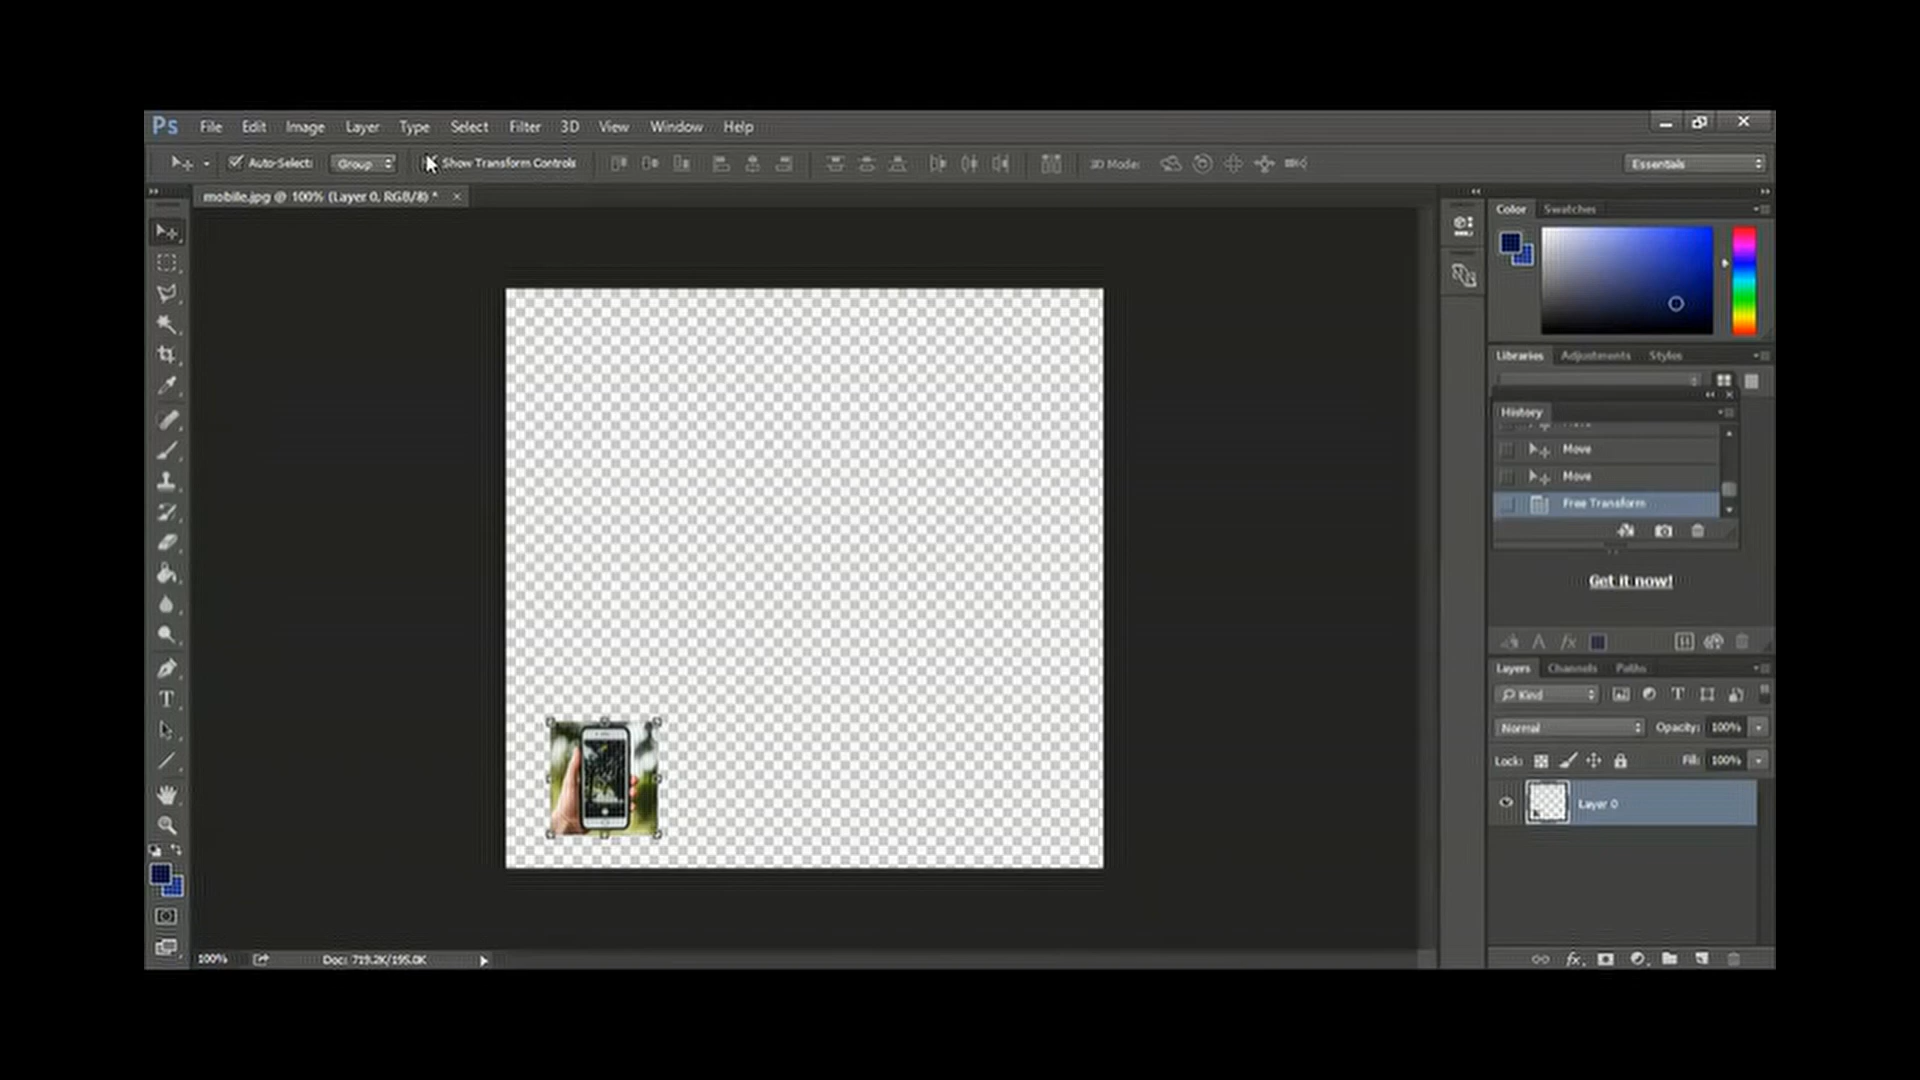 Ps File Edit Image Layer Type Select Filter 3D View Window Help
Auto-Select: Group Show Transform Controls 3D Mode: Essentials
mobile.jpg @ 100% (Layer 0, RGB/8) *
Color Swatches
Libraries Adjustments Styles
History
Move
Move
Free Transform
Get it now!
Layers Channels Paths
Kind
Normal Opacity: 100%
Lock: Fill: 100%
Layer 0
100% Doc: 719.2K/195.0K